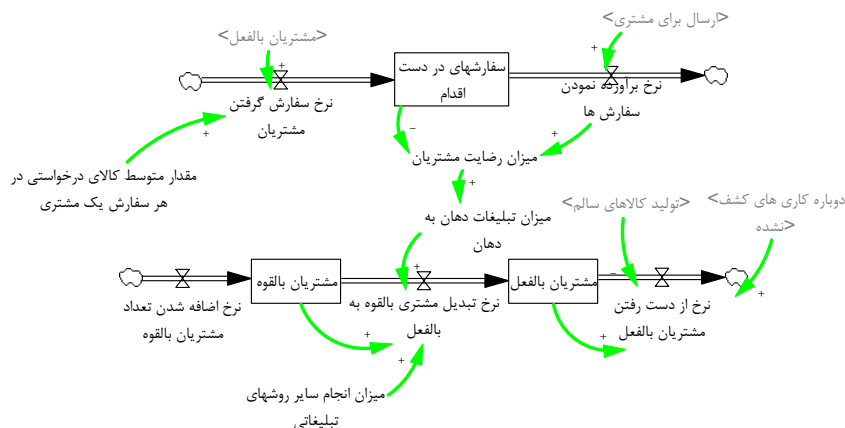 <مشتریان بالفعل>
<ارسال برای مشتری>
+
+
سفارشهای در دست
اقدام
نرخ سفارش گرفتن
مشتریان
نرخ برآورده نمودن
سفارش ها
+
–
+
میزان رضایت مشتریان
مقدار متوسط کالای درخواستی در
هر سفارش یک مشتری
+
میزان تبلیغات دهان به
دهان
<تولید کالاهای سالم>
<دوباره کاری های کشف
نشده>
+
–
+
مشتریان بالقوه
مشتریان بالفعل
نرخ اضافه شدن تعداد
مشتریان بالقوه
نرخ تبدیل مشتری بالقوه به
بالفعل
نرخ از دست رفتن
مشتریان بالفعل
+
+
+
میزان انجام سایر روشهای
تبلیغاتی